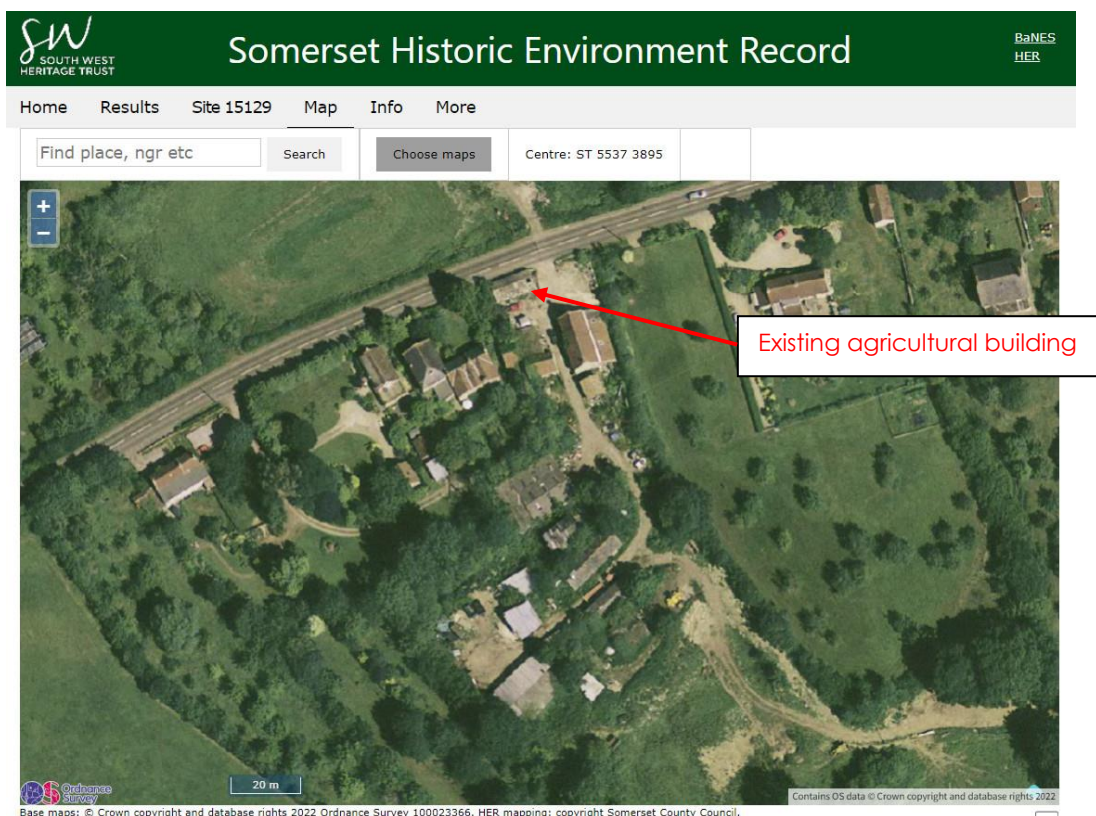 SW
SOUTH WEST
HERITAGE TRUST
Somerset Historic Environment Record
BaNES
HER
Home Results Site 15129 Map Info More
Find place, ngr etc
Search
Choose maps
Centre: ST 5537 3895
+
−
Existing agricultural building
20 m
Ordnance
Survey
Contains OS data © Crown copyright and database rights 2022
Base maps: © Crown copyright and database rights 2022 Ordnance Survey 100023366. HER mapping: copyright Somerset County Council.